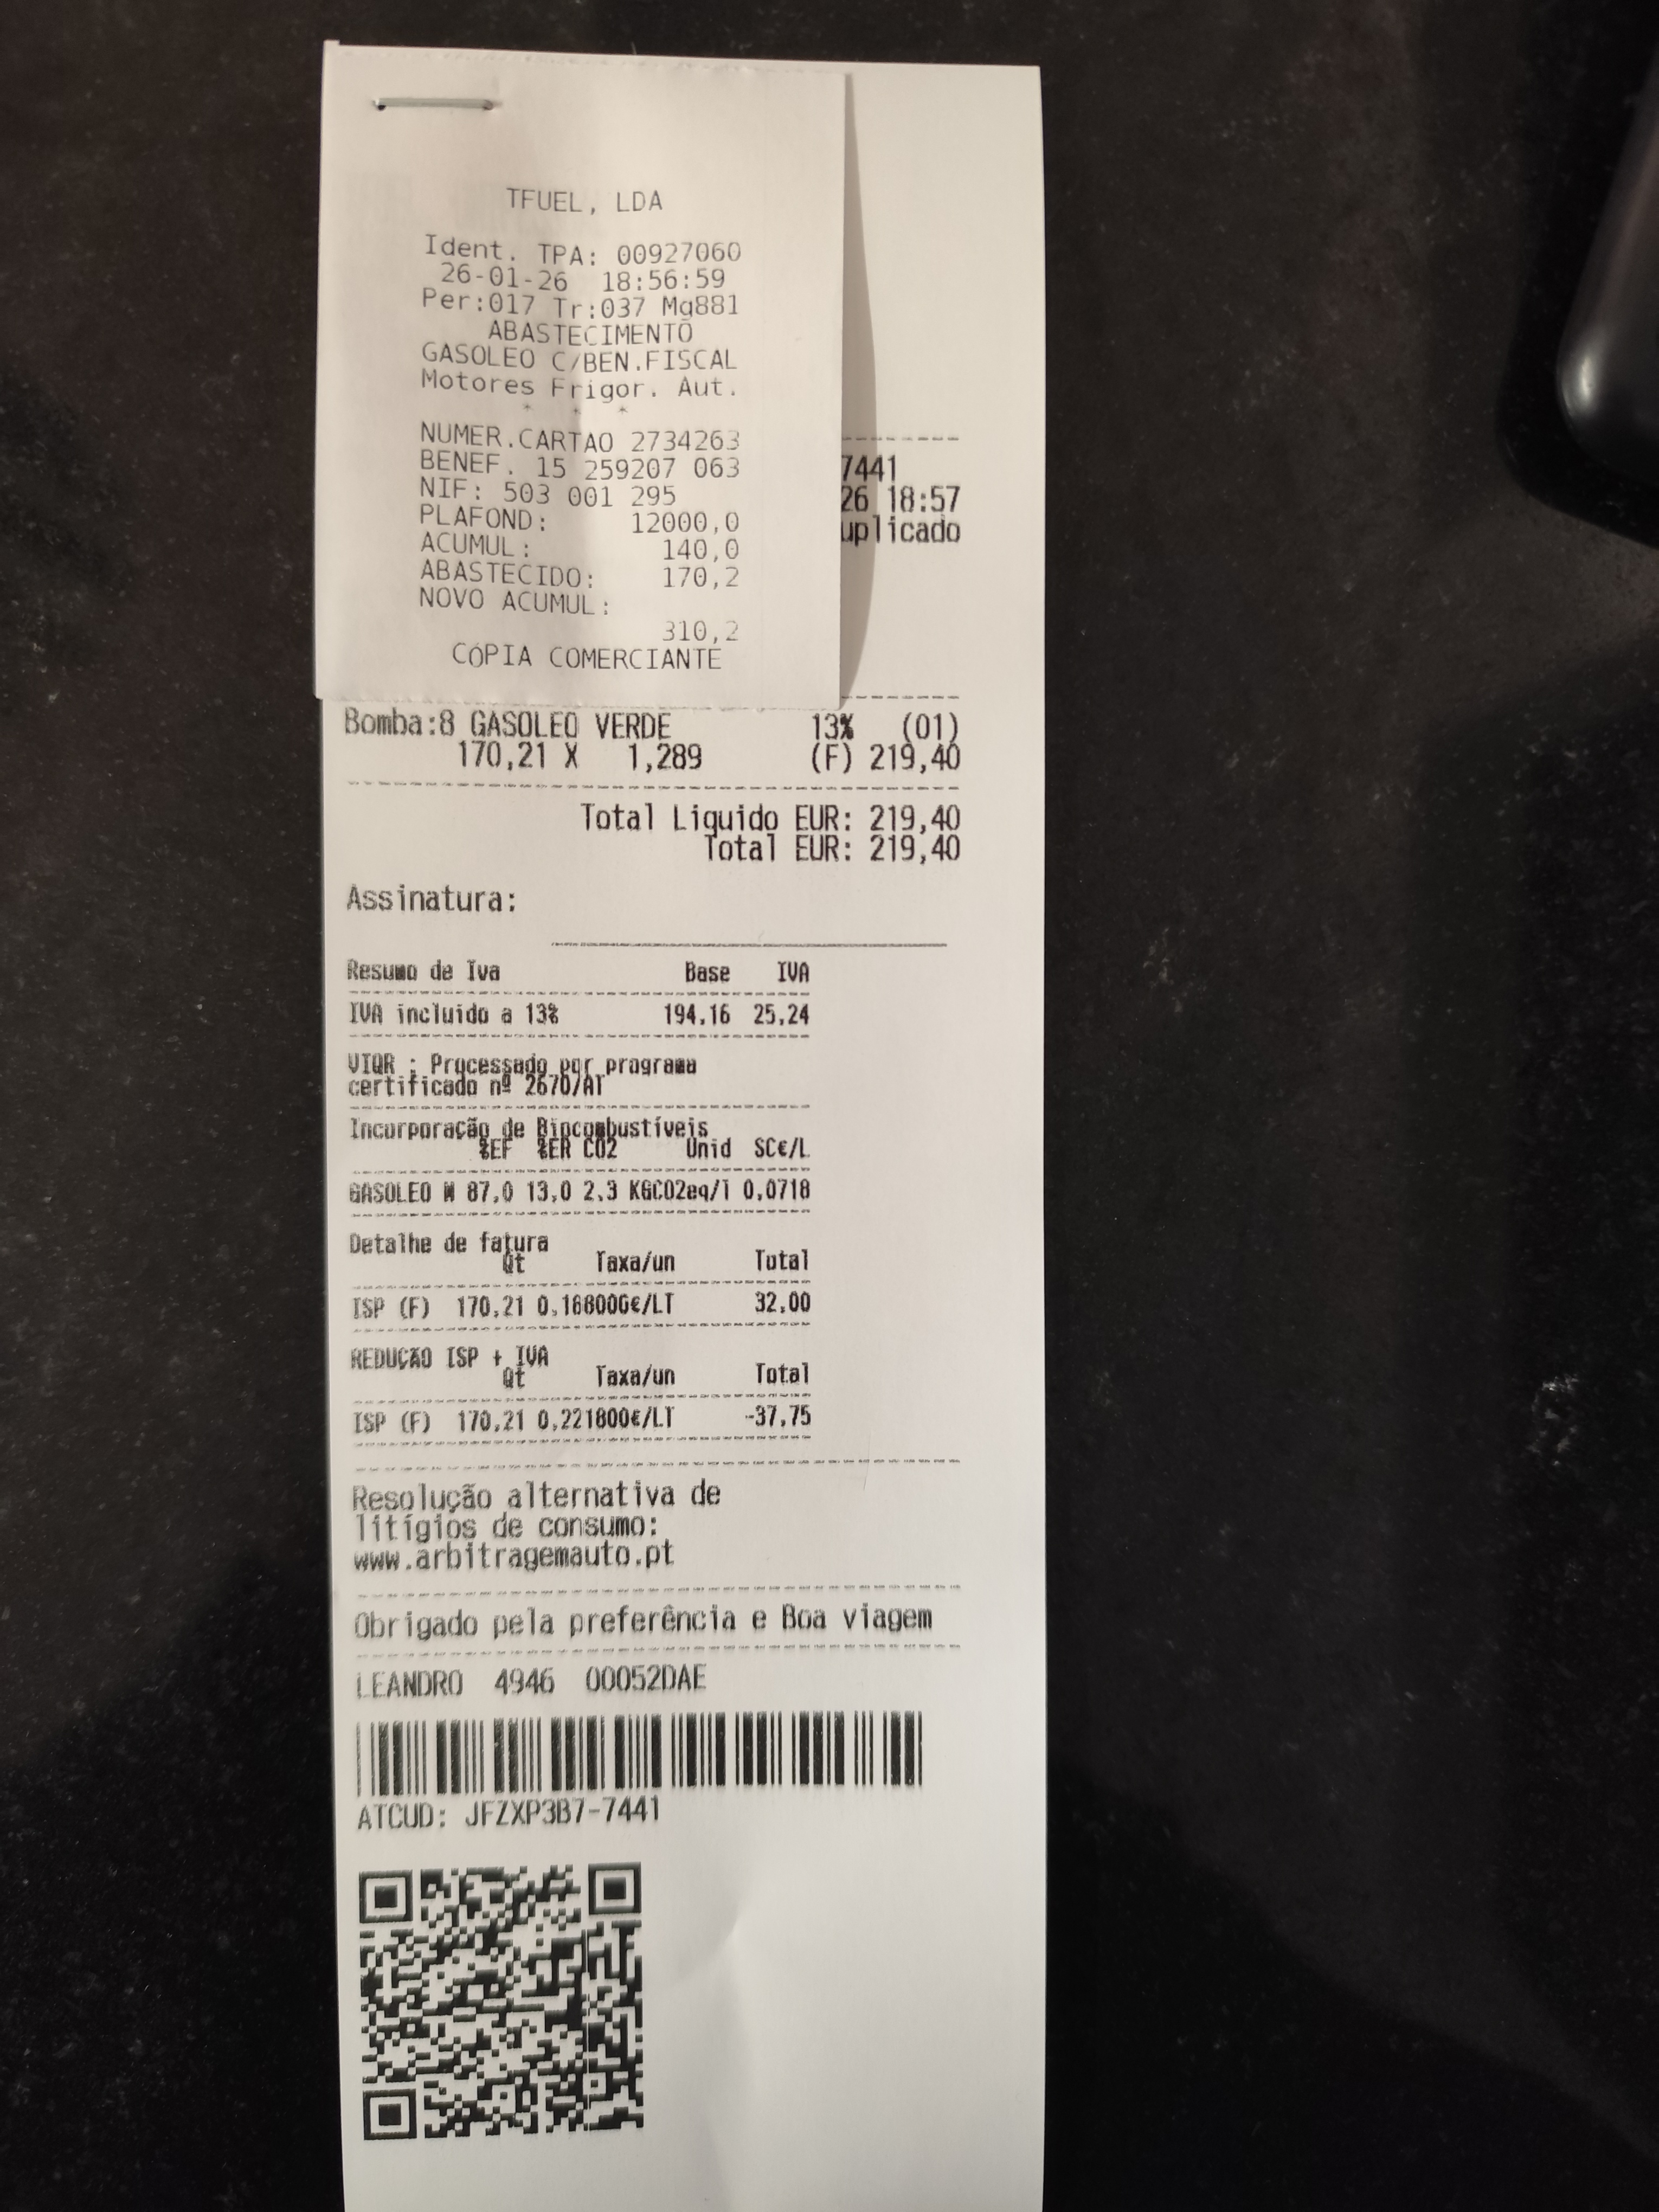 TFUEL, LDA
Ident. TPA: 00927060
26-01-26 18:56:59
Per:017 Tr:037 Mg881
ABASTECIMENTO
GASOLEO C/BEN.FISCAL
Motores Frigor. Aut.
* * *
NUMER.CARTAO 2734263
BENEF. 15 259207 063
NIF: 503 001 295
PLAFOND: 12000,0
ACUMUL: 140,0
ABASTECIDO: 170,2
NOVO ACUMUL:
310,2
COPIA COMERCIANTE
7441
26 18:57
uplicado
Bomba:8 GASOLEO VERDE 13% (01)
170,21 X 1,289 (F) 219,40
Total Liquido EUR: 219,40
Total EUR: 219,40
Assinatura:
Resumo de Iva Base IVA
IVA incluido a 13% 194,16 25,24
VIQR : Processado por programa
certificado nº 2670/AT
Incorporação de Biocombustíveis
%EF %ER CO2 Unid SC€/L
GASOLEO M 87,0 13,0 2,3 KGCO2eq/l 0,0718
Detalhe de fatura
Qt Taxa/un Total
ISP (F) 170,21 0,188000€/LT 32,00
REDUÇÃO ISP + IVA
Qt Taxa/un Total
ISP (F) 170,21 0,221800€/LT -37,75
Resolução alternativa de
litígios de consumo:
www.arbitragemauto.pt
Obrigado pela preferência e Boa viagem
LEANDRO 4946 00052DAE
ATCUD: JFZXP3B7-7441